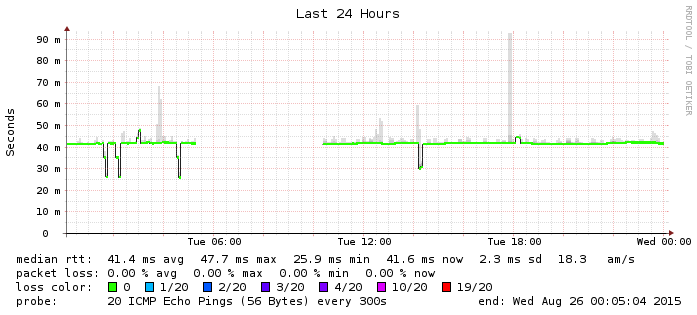 Last 24 Hours
RRDTOOL / TOBI OETIKER
Seconds
90 m
80 m
70 m
60 m
50 m
40 m
30 m
20 m
10 m
0
Tue 06:00 Tue 12:00 Tue 18:00 Wed 00:00
median rtt: 41.4 ms avg 47.7 ms max 25.9 ms min 41.6 ms now 2.3 ms sd 18.3 am/s
packet loss: 0.00 % avg 0.00 % max 0.00 % min 0.00 % now
loss color: 0 1/20 2/20 3/20 4/20 10/20 19/20
probe: 20 ICMP Echo Pings (56 Bytes) every 300s end: Wed Aug 26 00:05:04 2015